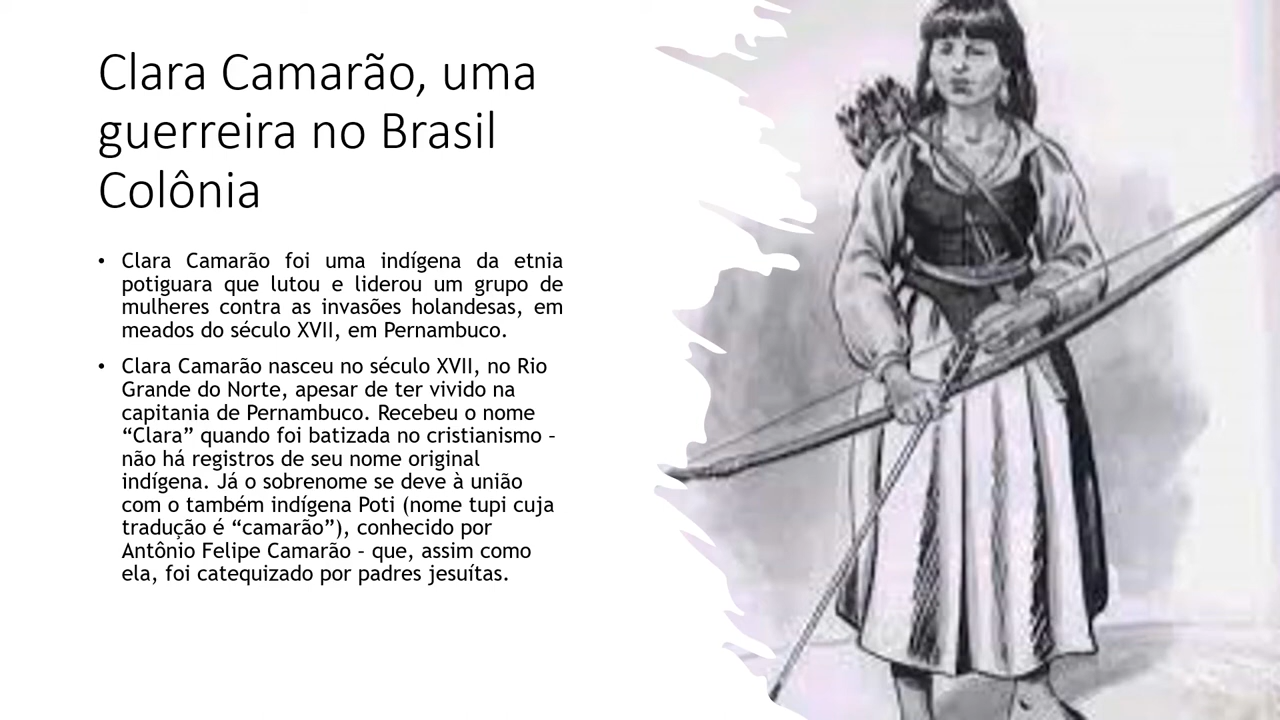 Clara Camarão, uma
guerreira no Brasil
Colônia
• Clara Camarão foi uma indígena da etnia
potiguara que lutou e liderou um grupo de
mulheres contra as invasões holandesas, em
meados do século XVII, em Pernambuco.
• Clara Camarão nasceu no século XVII, no Rio
Grande do Norte, apesar de ter vivido na
capitania de Pernambuco. Recebeu o nome
“Clara” quando foi batizada no cristianismo –
não há registros de seu nome original
indígena. Já o sobrenome se deve à união
com o também indígena Poti (nome tupi cuja
tradução é “camarão”), conhecido por
Antônio Felipe Camarão – que, assim como
ela, foi catequizado por padres jesuítas.